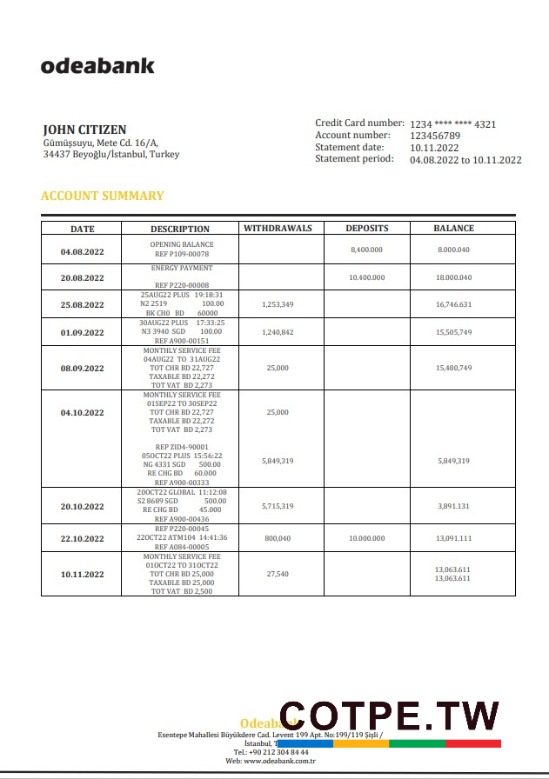 odeabank
JOHN CITIZEN
Gümüşsuyu, Mete Cd. 16/A,
34437 Beyoğlu/İstanbul, Turkey
Credit Card number: 1234 **** **** 4321
Account number: 123456789
Statement date: 10.11.2022
Statement period: 04.08.2022 to 10.11.2022
ACCOUNT SUMMARY
DATE DESCRIPTION WITHDRAWALS DEPOSITS BALANCE
04.08.2022 OPENING BALANCE 8,400.000 8.000.040
REF P109-00078
20.08.2022 ENERGY PAYMENT 10.400.000 18.000.040
REF P220-00008
25.08.2022 25AUG22 PLUS 19:18:31 1,253,349 16,746.631
N2 2519 100.00
BK CHO BD 60000
01.09.2022 30AUG22 PLUS 17:33:25 1,240,842 15,505,749
N3 3940 SGD 100.00
REF A900-00151
08.09.2022 MONTHLY SERVICE FEE 25,000 15,480,749
04AUG22 TO 31AUG22
TOT CHR BD 22,727
TAXABLE BD 22,272
TOT VAT BD 2,273
04.10.2022 MONTHLY SERVICE FEE 25,000
01SEP22 TO 30SEP22
TOT CHR BD 22,727
TAXABLE BD 22,272
TOT VAT BD 2,273
REP ZID4-90001
05OCT22 PLUS 15:56:22 5,849,319 5,849,319
NG 4331 SGD 500.00
RE CHG BD 60.000
REF A900-00333
20.10.2022 20OCT22 GLOBAL 11:12:08 5,715,319 3,891.131
S2 8689 SGD 500.00
RE CHG BD 45.000
REF A900-00436
22.10.2022 REF P220-00045 800,040 10.000.000 13,091.111
22OCT22 ATM104 14:41:36
REF A084-00005
10.11.2022 MONTHLY SERVICE FEE 27,540 13,063.611
01OCT22 TO 31OCT22 13,063.611
TOT CHR BD 25,000
TAXABLE BD 25,000
TOT VAT BD 2,500
COTPE.TW
Esentepe Mahallesi Büyükdere Cad. Levent 199 Apt. No:199/119 Şişli /
İstanbul,
Tel.: +90 212 304 84 44
Web: www.odeabank.com.tr